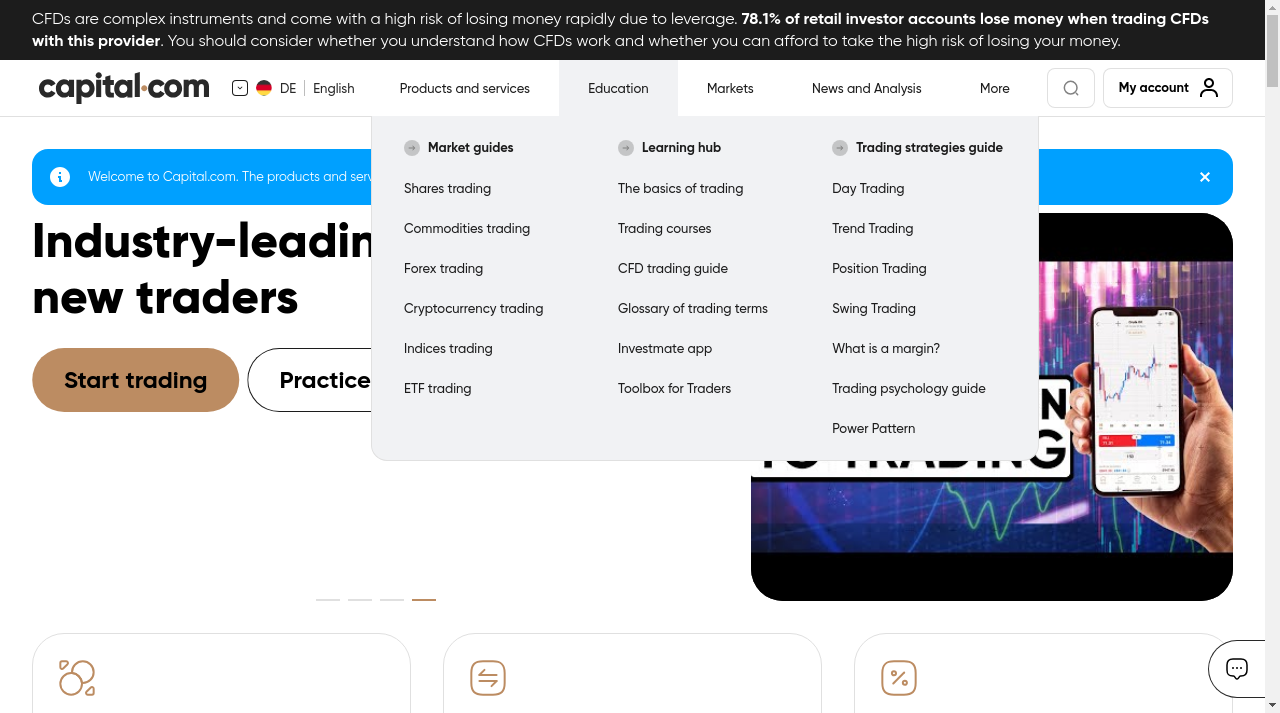 CFDs are complex instruments and come with a high risk of losing money rapidly due to leverage. 78.1% of retail investor accounts lose money when trading CFDs
with this provider. You should consider whether you understand how CFDs work and whether you can afford to take the high risk of losing your money.
capital.com
DE
English
Products and services
Education
Markets
News and Analysis
More
My account
Welcome to Capital.com. The products and serv
Industry-leadin
new traders
Start trading
Practice
Market guides
Shares trading
Commodities trading
Forex trading
Cryptocurrency trading
Indices trading
ETF trading
Learning hub
The basics of trading
Trading courses
CFD trading guide
Glossary of trading terms
Investmate app
Toolbox for Traders
Trading strategies guide
Day Trading
Trend Trading
Position Trading
Swing Trading
What is a margin?
Trading psychology guide
Power Pattern
TO TRADING